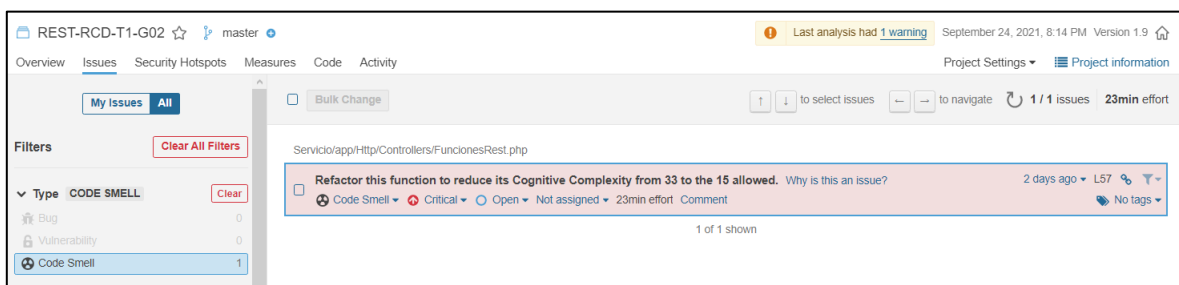 REST-RCD-T1-G02 master Last analysis had 1 warning September 24, 2021, 8:14 PM Version 1.9
Overview Issues Security Hotspots Measures Code Activity Project Settings Project information
My Issues All Bulk Change ↑ ↓ to select issues ← → to navigate 1 / 1 issues 23min effort
Filters Clear All Filters
Servicio/app/Http/Controllers/FuncionesRest.php
Type CODE SMELL Clear Refactor this function to reduce its Cognitive Complexity from 33 to the 15 allowed. Why is this an issue? 2 days ago L57
Code Smell Critical Open Not assigned 23min effort Comment No tags
Bug 0
1 of 1 shown
Vulnerability 0
Code Smell 1